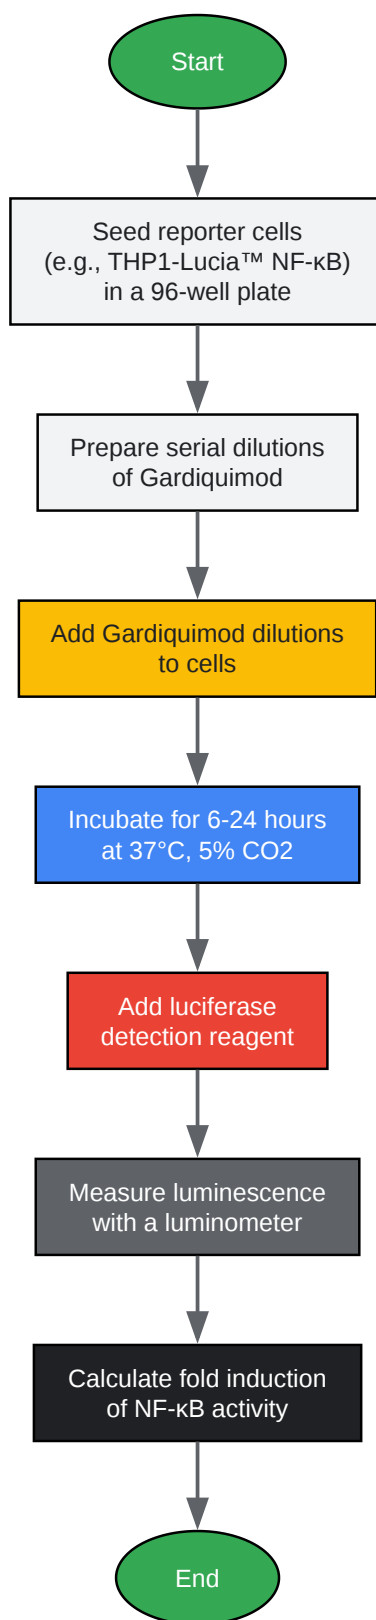 Start
Seed reporter cells
(e.g., THP1-Lucia™ NF-κB)
in a 96-well plate
Prepare serial dilutions
of Gardiquimod
Add Gardiquimod dilutions
to cells
Incubate for 6-24 hours
at 37°C, 5% CO2
Add luciferase
detection reagent
Measure luminescence
with a luminometer
Calculate fold induction
of NF-κB activity
End